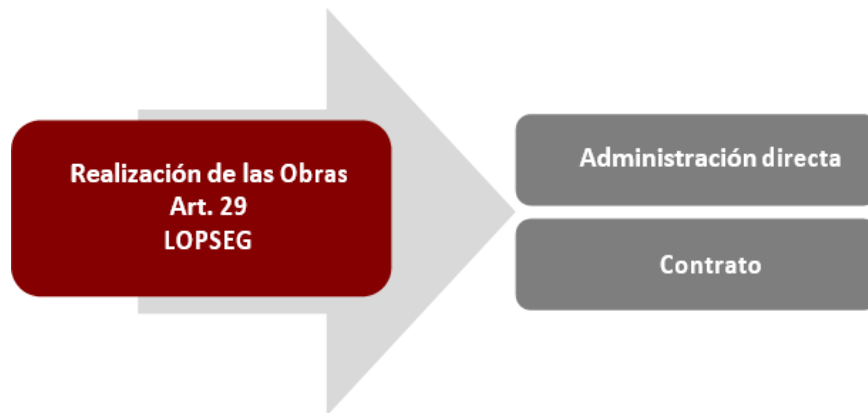 Realización de las Obras
Art. 29
LOPSEG
Administración directa
Contrato